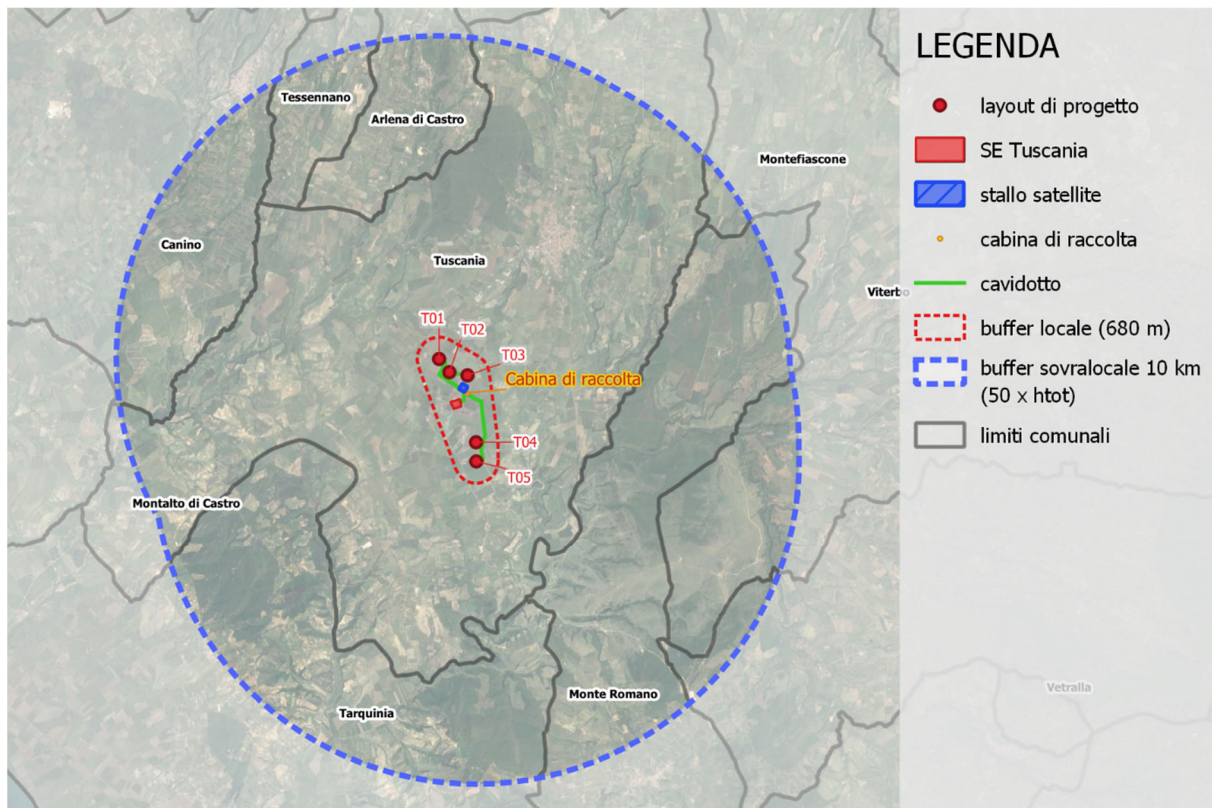 LEGENDA
layout di progetto
SE Tuscania
stallo satellite
cabina di raccolta
cavidotto
buffer locale (680 m)
buffer sovralocale 10 km
(50 x htot)
limiti comunali
Tessennano
Arlena di Castro
Montefiascone
Canino
Tuscania
Viterbo
T01
T02
T03
Cabina di raccolta
T04
T05
Montalto di Castro
Monte Romano
Tarquinia
Vetralla